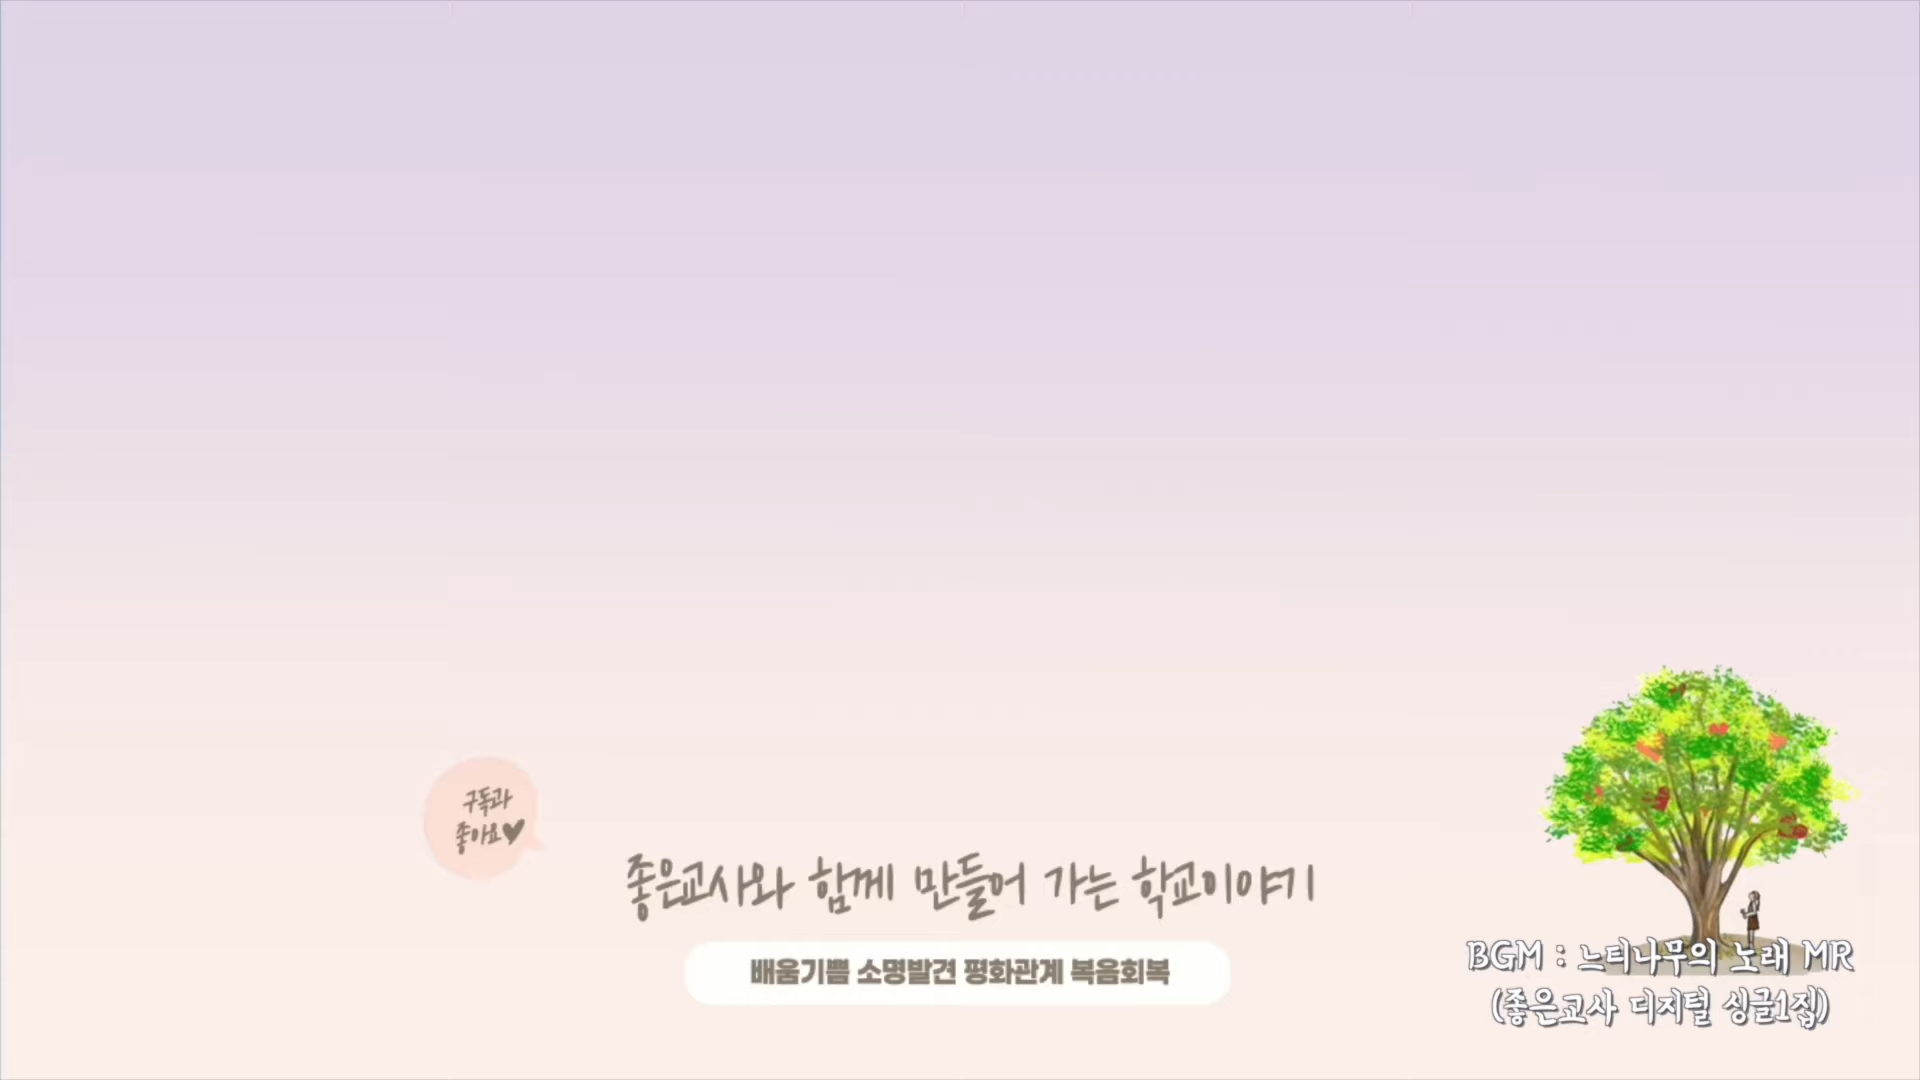 구독과
좋아요♥
좋은교사와 함께 만들어 가는 학교이야기
배움기쁨 소명발견 평화관계 복음회복
BGM : 느티나무의 노래 MR
(좋은교사 디지털 싱글1집)